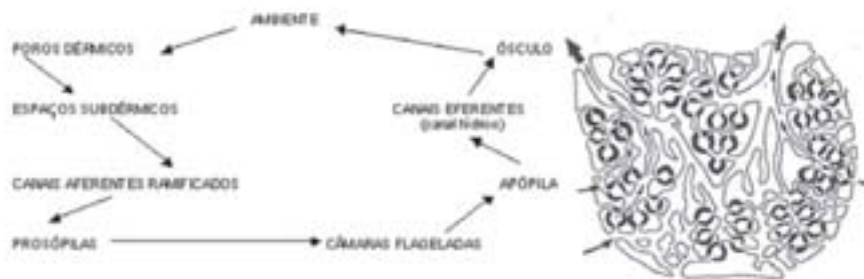 AMBIENTE
POROS DÉRMICOS
ÓSCULO
ESPAÇOS SUBDÉRMICOS
CANAIS EFERENTES
CANAIS AFERENTES RAMIFICADOS
APÓPILA
PROSÓPILAS
CÂMARAS FLAGELADAS